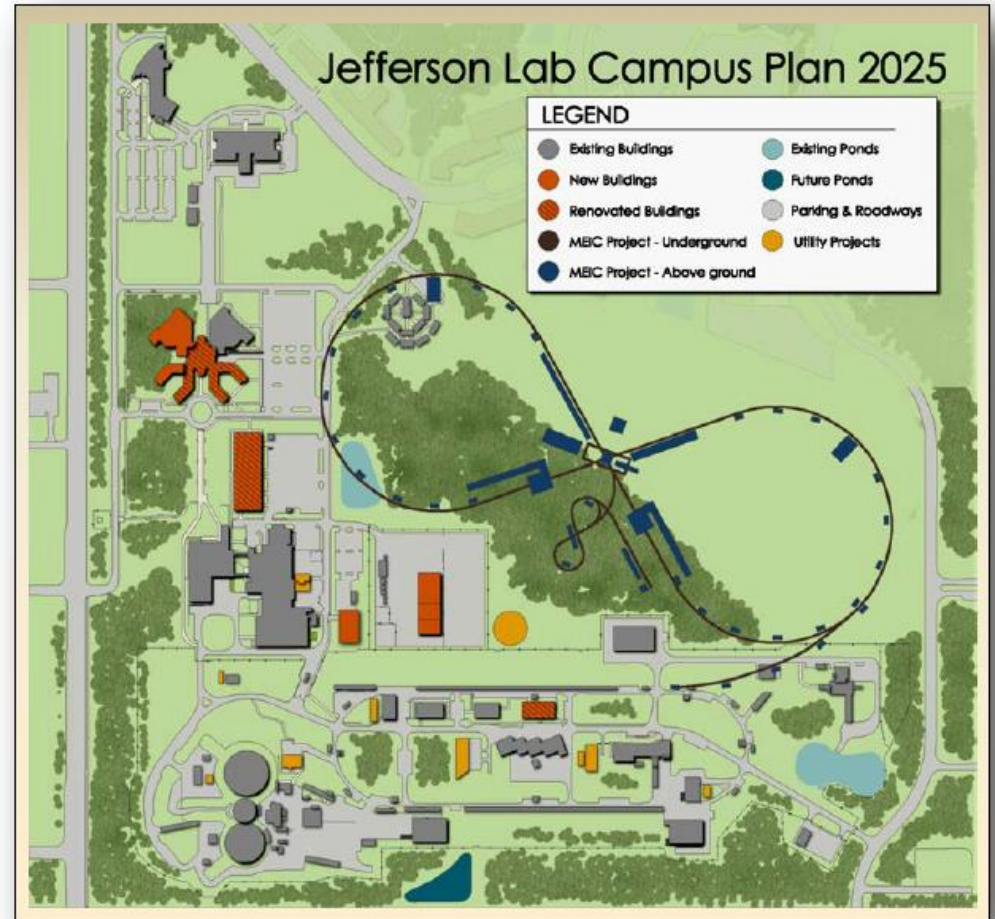 Jefferson Lab Campus Plan 2025
LEGEND
Existing Buildings
New Buildings
Renovated Buildings
MEIC Project - Underground
MEIC Project - Above ground
Existing Ponds
Future Ponds
Parking & Roadways
Utility Projects